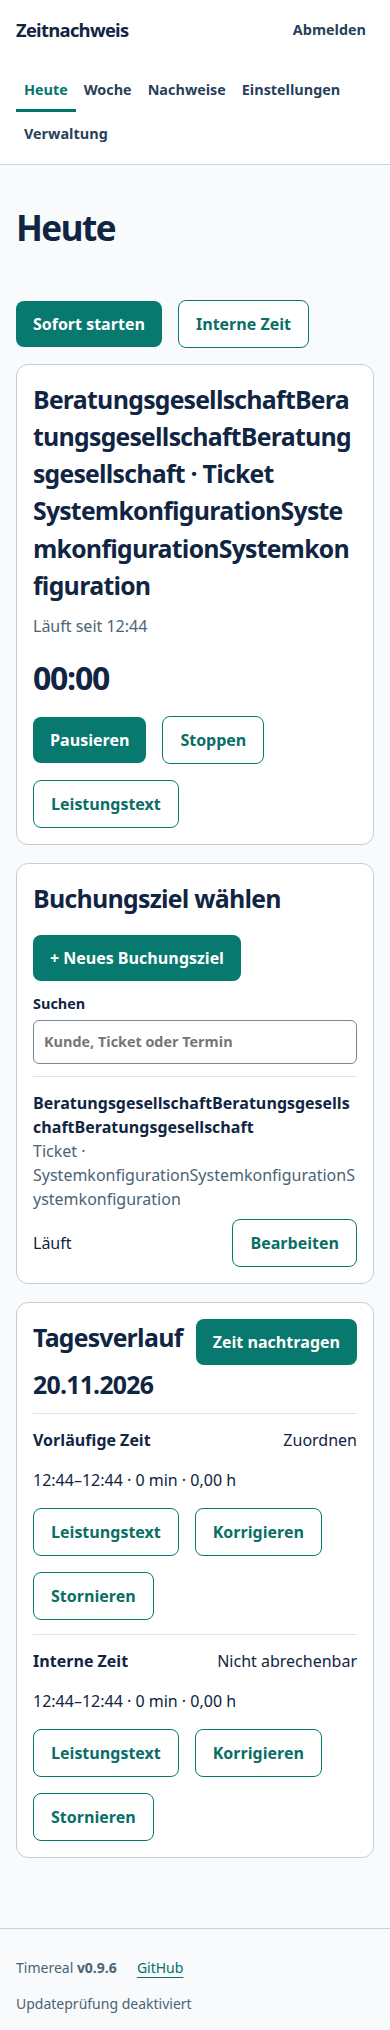 Zeitnachweis
Abmelden
Heute Woche Nachweise Einstellungen
Verwaltung
Heute
Sofort starten Interne Zeit
BeratungsgesellschaftBera
tungsgesellschaftBeratung
sgesellschaft · Ticket
SystemkonfigurationSyste
mkonfigurationSystemkon
figuration
Läuft seit 12:44
00:00
Pausieren Stoppen
Leistungstext
Buchungsziel wählen
+ Neues Buchungsziel
Suchen
Kunde, Ticket oder Termin
BeratungsgesellschaftBeratungsgesells
chaftBeratungsgesellschaft
Ticket ·
SystemkonfigurationSystemkonfigurationS
ystemkonfiguration
Läuft Bearbeiten
Tagesverlauf Zeit nachtragen
20.11.2026
Vorläufige Zeit Zuordnen
12:44–12:44 · 0 min · 0,00 h
Leistungstext Korrigieren
Stornieren
Interne Zeit Nicht abrechenbar
12:44–12:44 · 0 min · 0,00 h
Leistungstext Korrigieren
Stornieren
Timereal v0.9.6 GitHub
Updateprüfung deaktiviert